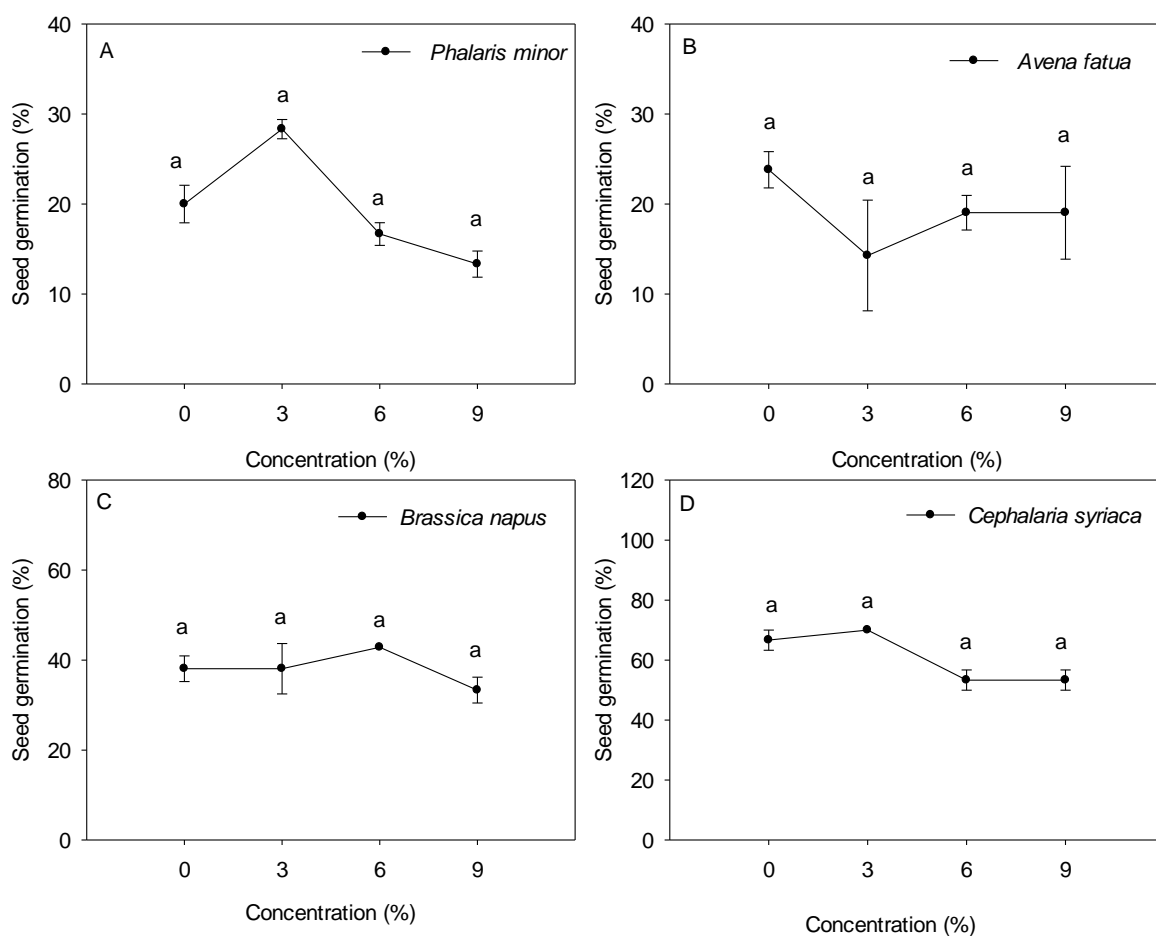 A
Phalaris minor
Seed germination (%)
40
30
20
10
0
a
a
a
a
0 3 6 9
Concentration (%)
B
Avena fatua
Seed germination (%)
40
30
20
10
0
a
a
a
a
0 3 6 9
Concentration (%)
C
Brassica napus
Seed germination (%)
80
60
40
20
0
a
a
a
a
0 3 6 9
Concentration (%)
D
Cephalaria syriaca
Seed germination (%)
120
100
80
60
40
20
0
a
a
a
a
0 3 6 9
Concentration (%)